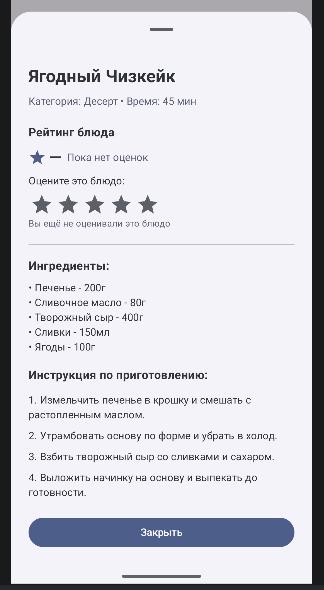 Ягодный Чизкейк
Категория: Десерт • Время: 45 мин
Рейтинг блюда
— Пока нет оценок
Оцените это блюдо:
Вы ещё не оценивали это блюдо
Ингредиенты:
• Печенье - 200г
• Сливочное масло - 80г
• Творожный сыр - 400г
• Сливки - 150мл
• Ягоды - 100г
Инструкция по приготовлению:
1. Измельчить печенье в крошку и смешать с
растопленным маслом.
2. Утрамбовать основу по форме и убрать в холод.
3. Взбить творожный сыр со сливками и сахаром.
4. Выложить начинку на основу и выпекать до
готовности.
Закрыть